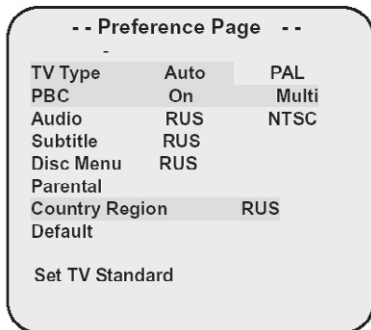 -- Preference Page --
-
TV Type Auto PAL
PBC On Multi
Audio RUS NTSC
Subtitle RUS
Disc Menu RUS
Parental
Country Region RUS
Default
Set TV Standard